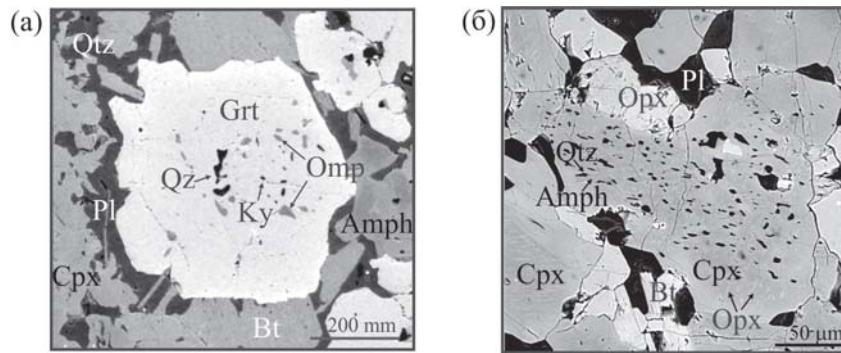 (а)
Qtz
Grt
Omp
Qz
Ky
Pl
Amph
Cpx
Bt
200 mm
(б)
Pl
Opx
Qtz
Amph
Cpx
Cpx
Bt
Opx
50 μm